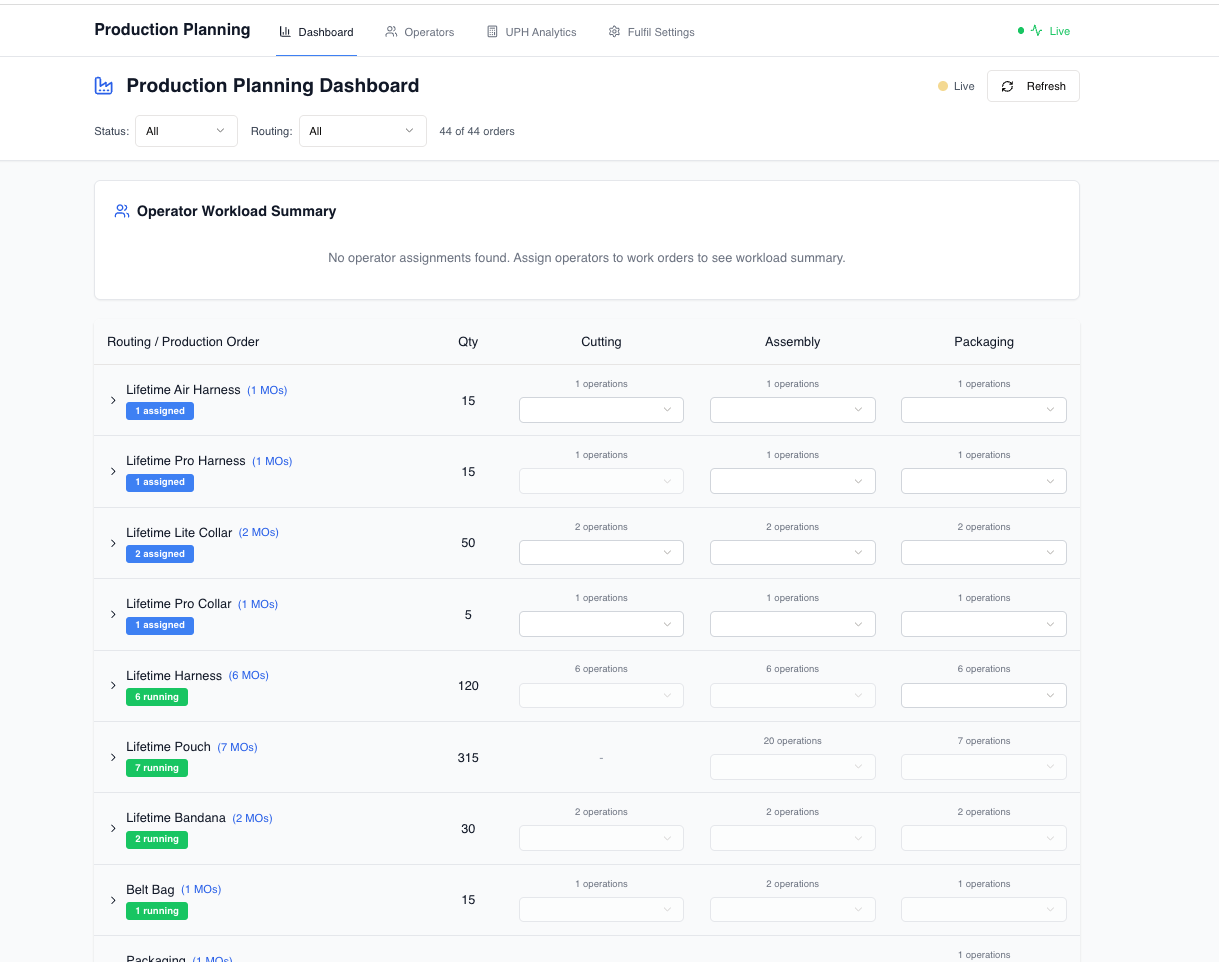 Production Planning
Dashboard
Operators
UPH Analytics
Fulfil Settings
Live
Production Planning Dashboard
Live
Refresh
Status:
All
Routing:
All
44 of 44 orders
Operator Workload Summary
No operator assignments found. Assign operators to work orders to see workload summary.
Routing / Production Order
Qty
Cutting
Assembly
Packaging
Lifetime Air Harness (1 MOs)
1 assigned
15
1 operations
1 operations
1 operations
Lifetime Pro Harness (1 MOs)
1 assigned
15
1 operations
1 operations
1 operations
Lifetime Lite Collar (2 MOs)
2 assigned
50
2 operations
2 operations
2 operations
Lifetime Pro Collar (1 MOs)
1 assigned
5
1 operations
1 operations
1 operations
Lifetime Harness (6 MOs)
6 running
120
6 operations
6 operations
6 operations
Lifetime Pouch (7 MOs)
7 running
315
-
20 operations
7 operations
Lifetime Bandana (2 MOs)
2 running
30
2 operations
2 operations
2 operations
Belt Bag (1 MOs)
1 running
15
1 operations
2 operations
1 operations
Packaging (1 MOs)
1 operations